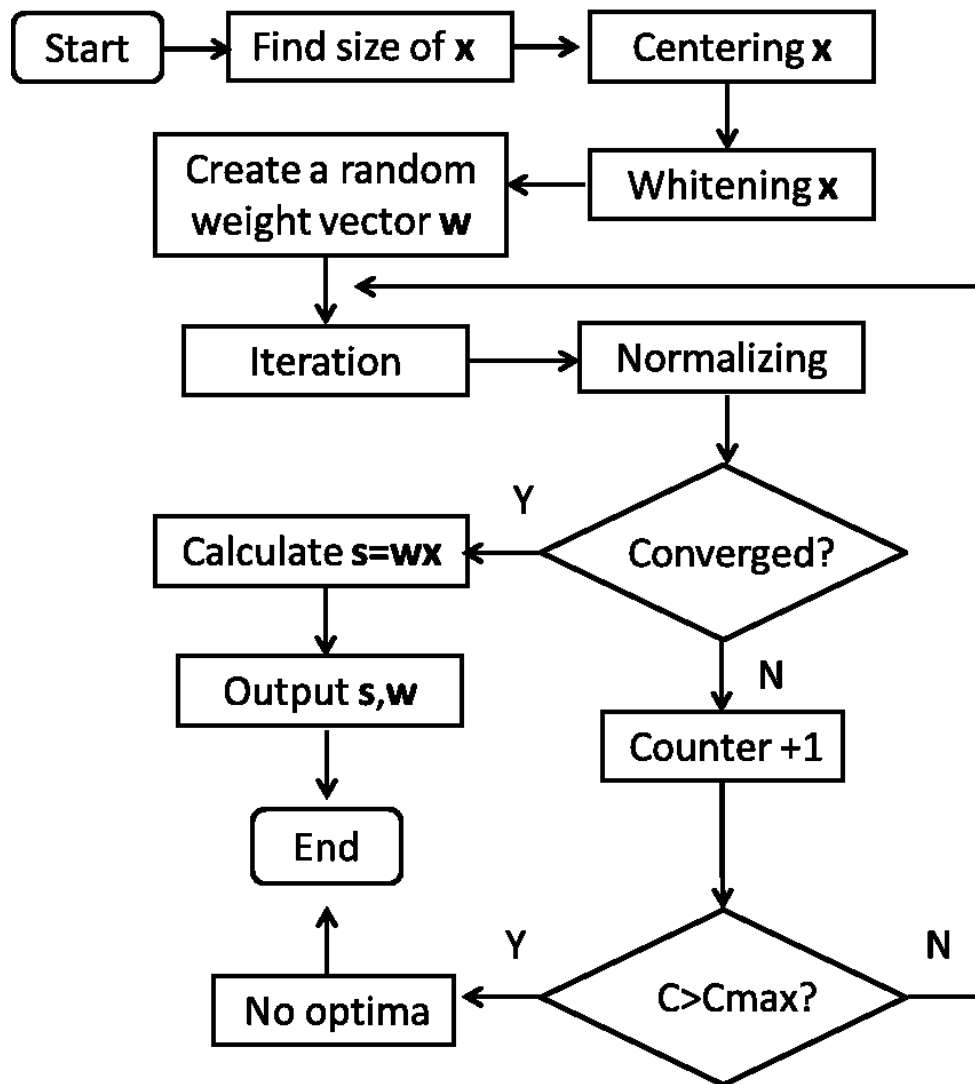 Start
Find size of x
Centering x
Whitening x
Create a random
weight vector w
Iteration
Normalizing
Converged?
Y
Calculate s=wx
Output s,w
N
Counter +1
C>Cmax?
Y
N
No optima
End